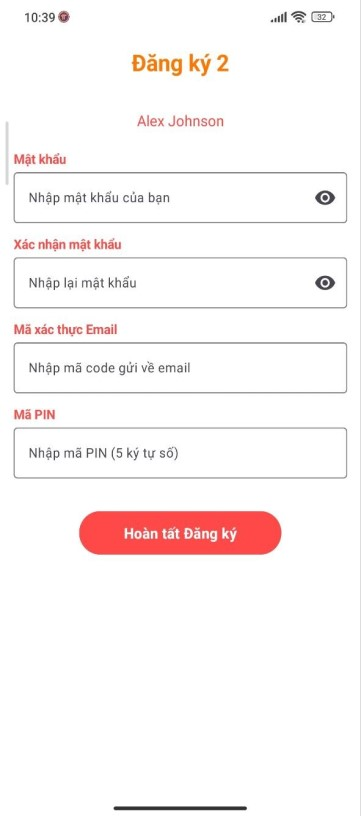 10:39
32
Đăng ký 2
Alex Johnson
Mật khẩu
Nhập mật khẩu của bạn
Xác nhận mật khẩu
Nhập lại mật khẩu
Mã xác thực Email
Nhập mã code gửi về email
Mã PIN
Nhập mã PIN (5 ký tự số)
Hoàn tất Đăng ký